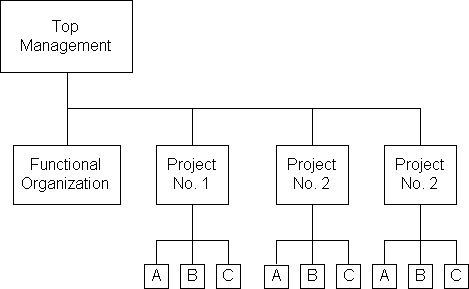 Top
Management
Functional
Organization
Project
No. 1
Project
No. 2
Project
No. 2
A B C
A B C
A B C